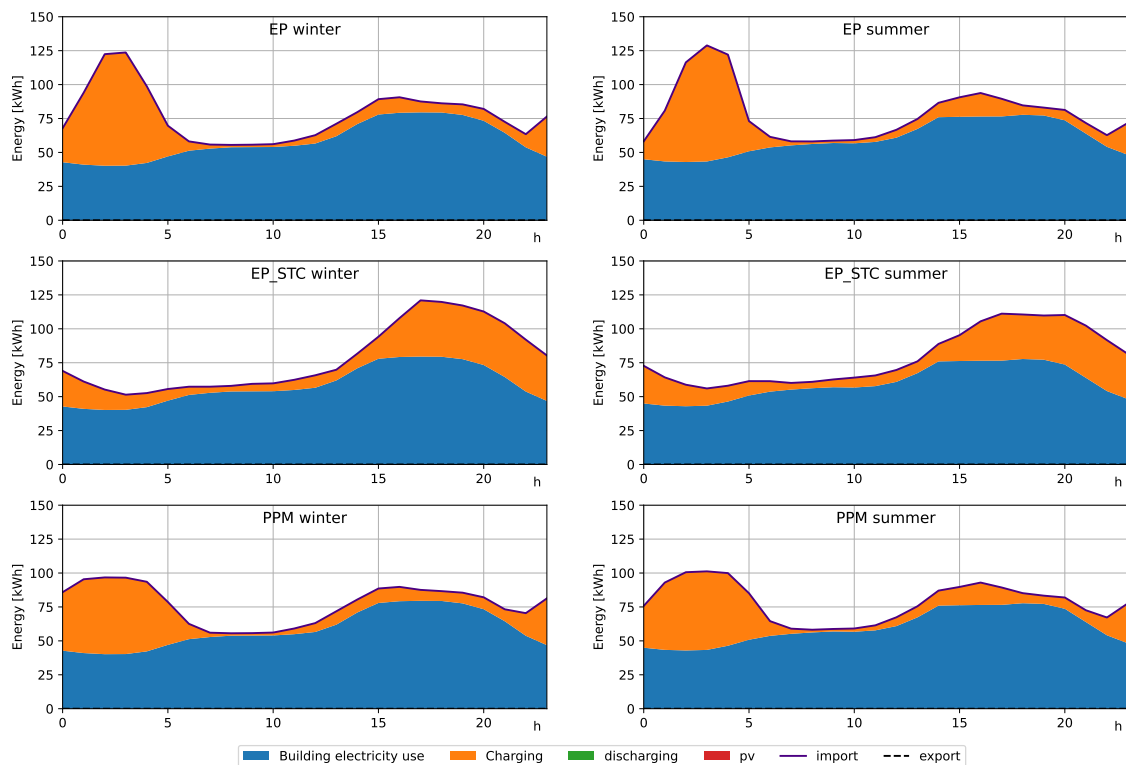 EP winter
Energy [kWh]
150
125
100
75
50
25
0
0 5 10 15 20 h
EP summer
Energy [kWh]
150
125
100
75
50
25
0
0 5 10 15 20
EP_STC winter
Energy [kWh]
150
125
100
75
50
25
0
0 5 10 15 20 h
EP_STC summer
Energy [kWh]
150
125
100
75
50
25
0
0 5 10 15 20 h
PPM winter
Energy [kWh]
150
125
100
75
50
25
0
0 5 10 15 20 h
PPM summer
Energy [kWh]
150
125
100
75
50
25
0
0 5 10 15 20 h
Building electricity use Charging discharging pv import export